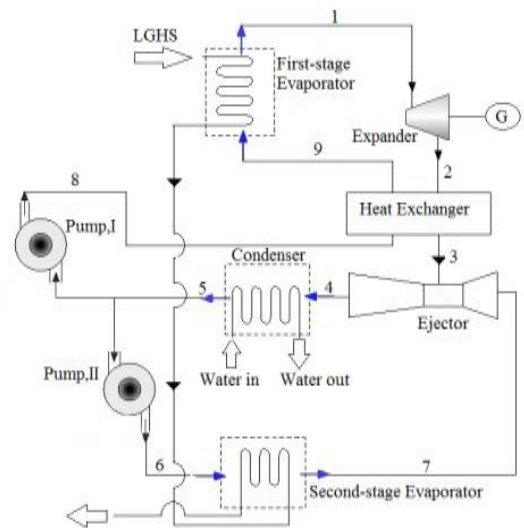 1
LGHS
First-stage
Evaporator
G
Expander
9
2
8
Heat Exchanger
Pump,I
Condenser
3
5
4
Ejector
Water in
Water out
Pump,II
6
7
Second-stage Evaporator